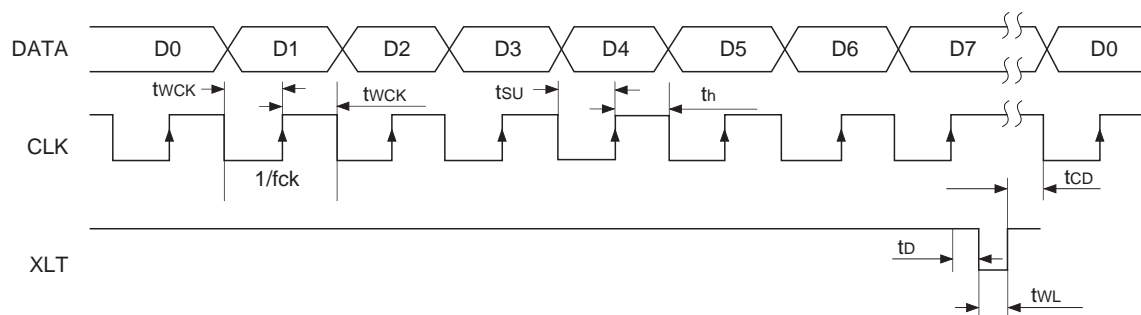 DATA D0 D1 D2 D3 D4 D5 D6 D7 D0
tWCK tWCK tSU th
CLK
1/fck tCD
XLT tD
tWL